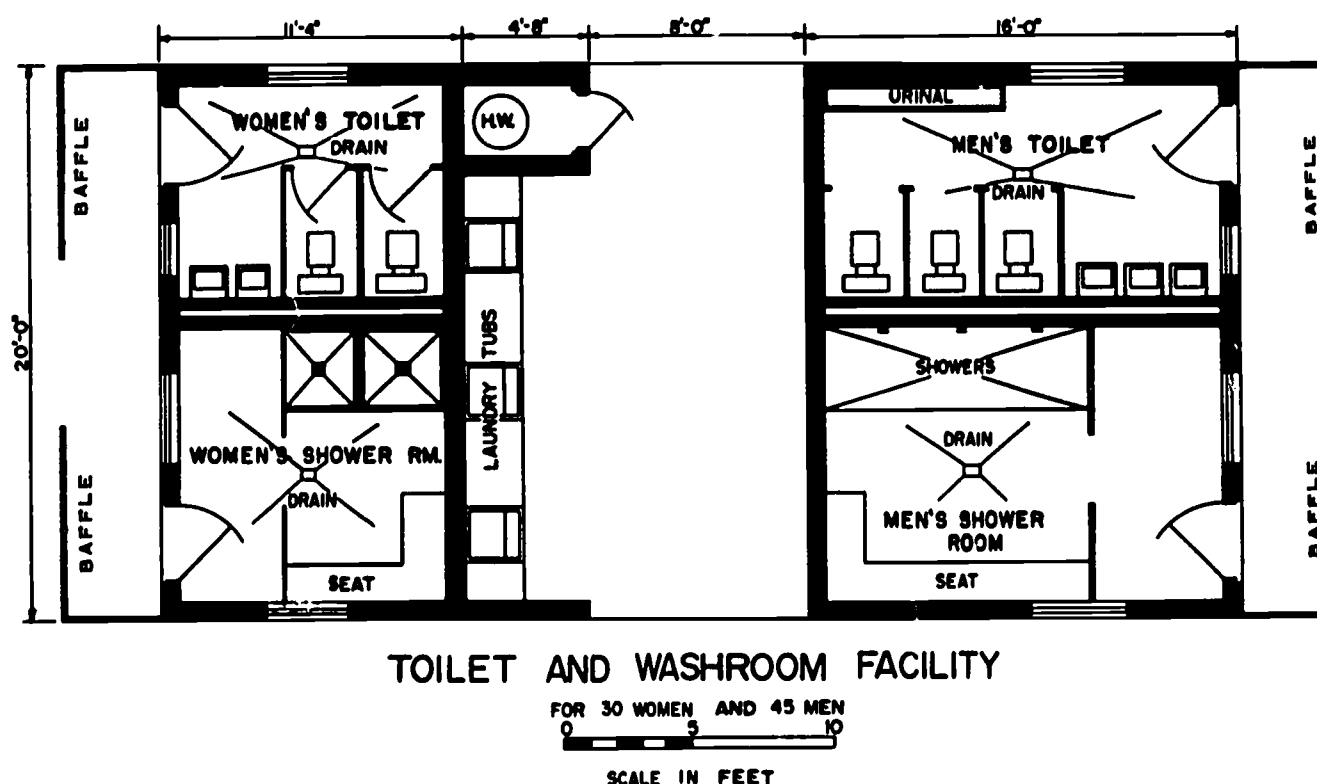 11'-4" 4'-8" 8'-0" 16'-0"
URINAL
BAFFLE
WOMEN'S TOILET
DRAIN
H.W.
MEN'S TOILET
DRAIN
BAFFLE
20'-0"
LAUNDRY TUBS
SHOWERS
WOMEN'S SHOWER RM.
DRAIN
DRAIN
MEN'S SHOWER
ROOM
BAFFLE
BAFFLE
SEAT
SEAT
TOILET AND WASHROOM FACILITY
FOR 30 WOMEN AND 45 MEN
0 5 10
SCALE IN FEET